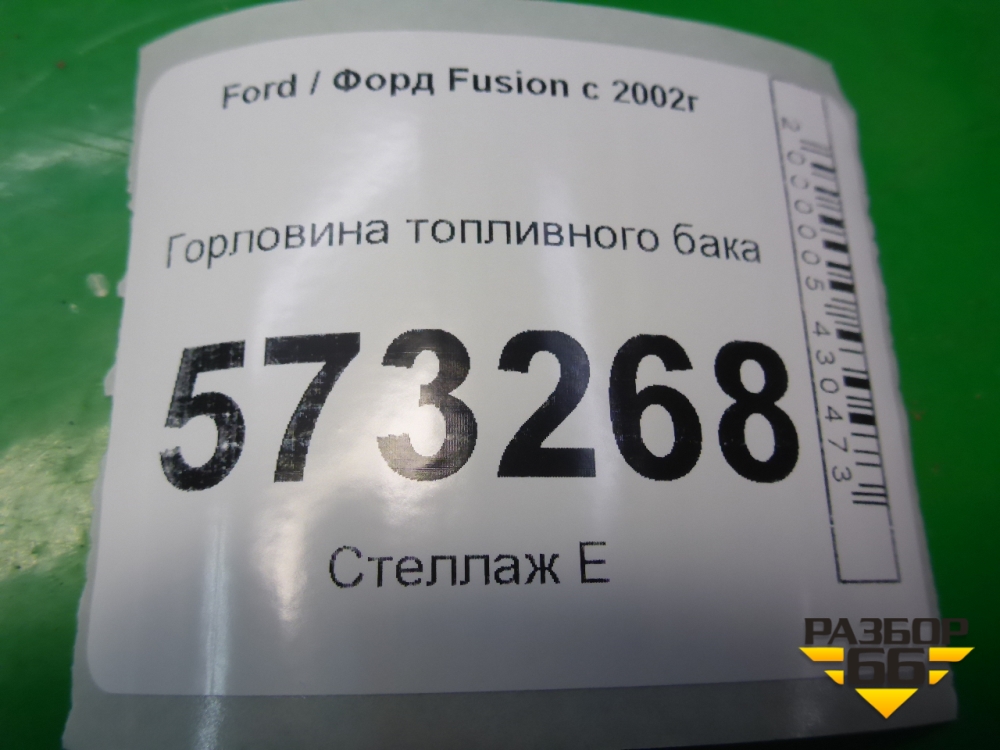 Ford / Форд Fusion с 2002г
Горловина топливного бака
573268
Стеллаж Е
2000005430473
РАЗБОР
66